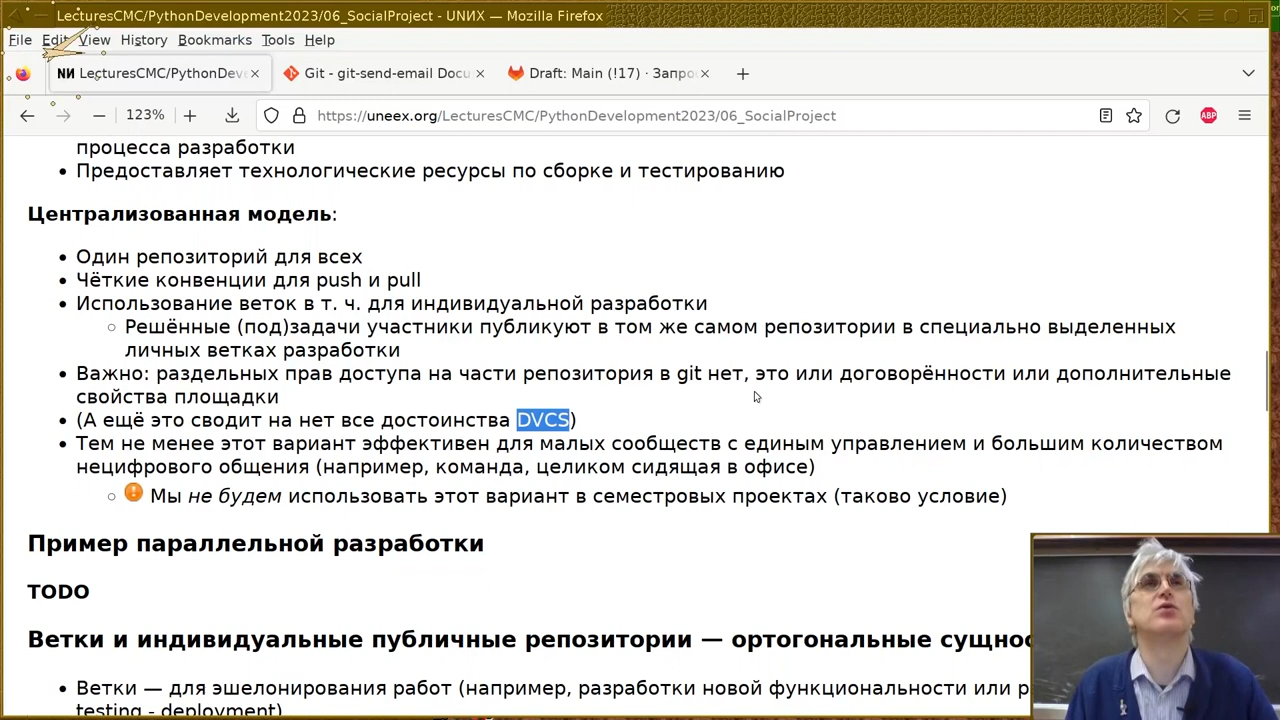 LecturesCMC/PythonDevelopment2023/06_SocialProject - UNИX — Mozilla Firefox
File Edit View History Bookmarks Tools Help
NИ LecturesCMC/PythonDeve
Git - git-send-email Docu
Draft: Main (!17) · Запро
123%
https://uneex.org/LecturesCMC/PythonDevelopment2023/06_SocialProject
ABP
процесса разработки
• Предоставляет технологические ресурсы по сборке и тестированию
Централизованная модель:
• Один репозиторий для всех
• Чёткие конвенции для push и pull
• Использование веток в т. ч. для индивидуальной разработки
◦ Решённые (под)задачи участники публикуют в том же самом репозитории в специально выделенных
личных ветках разработки
• Важно: раздельных прав доступа на части репозитория в git нет, это или договорённости или дополнительные
свойства площадки
• (А ещё это сводит на нет все достоинства DVCS)
• Тем не менее этот вариант эффективен для малых сообществ с единым управлением и большим количеством
нецифрового общения (например, команда, целиком сидящая в офисе)
◦ Мы не будем использовать этот вариант в семестровых проектах (таково условие)
Пример параллельной разработки
TODO
Ветки и индивидуальные публичные репозитории — ортогональные сущнос
• Ветки — для эшелонирования работ (например, разработки новой функциональности или р
testing - deployment)